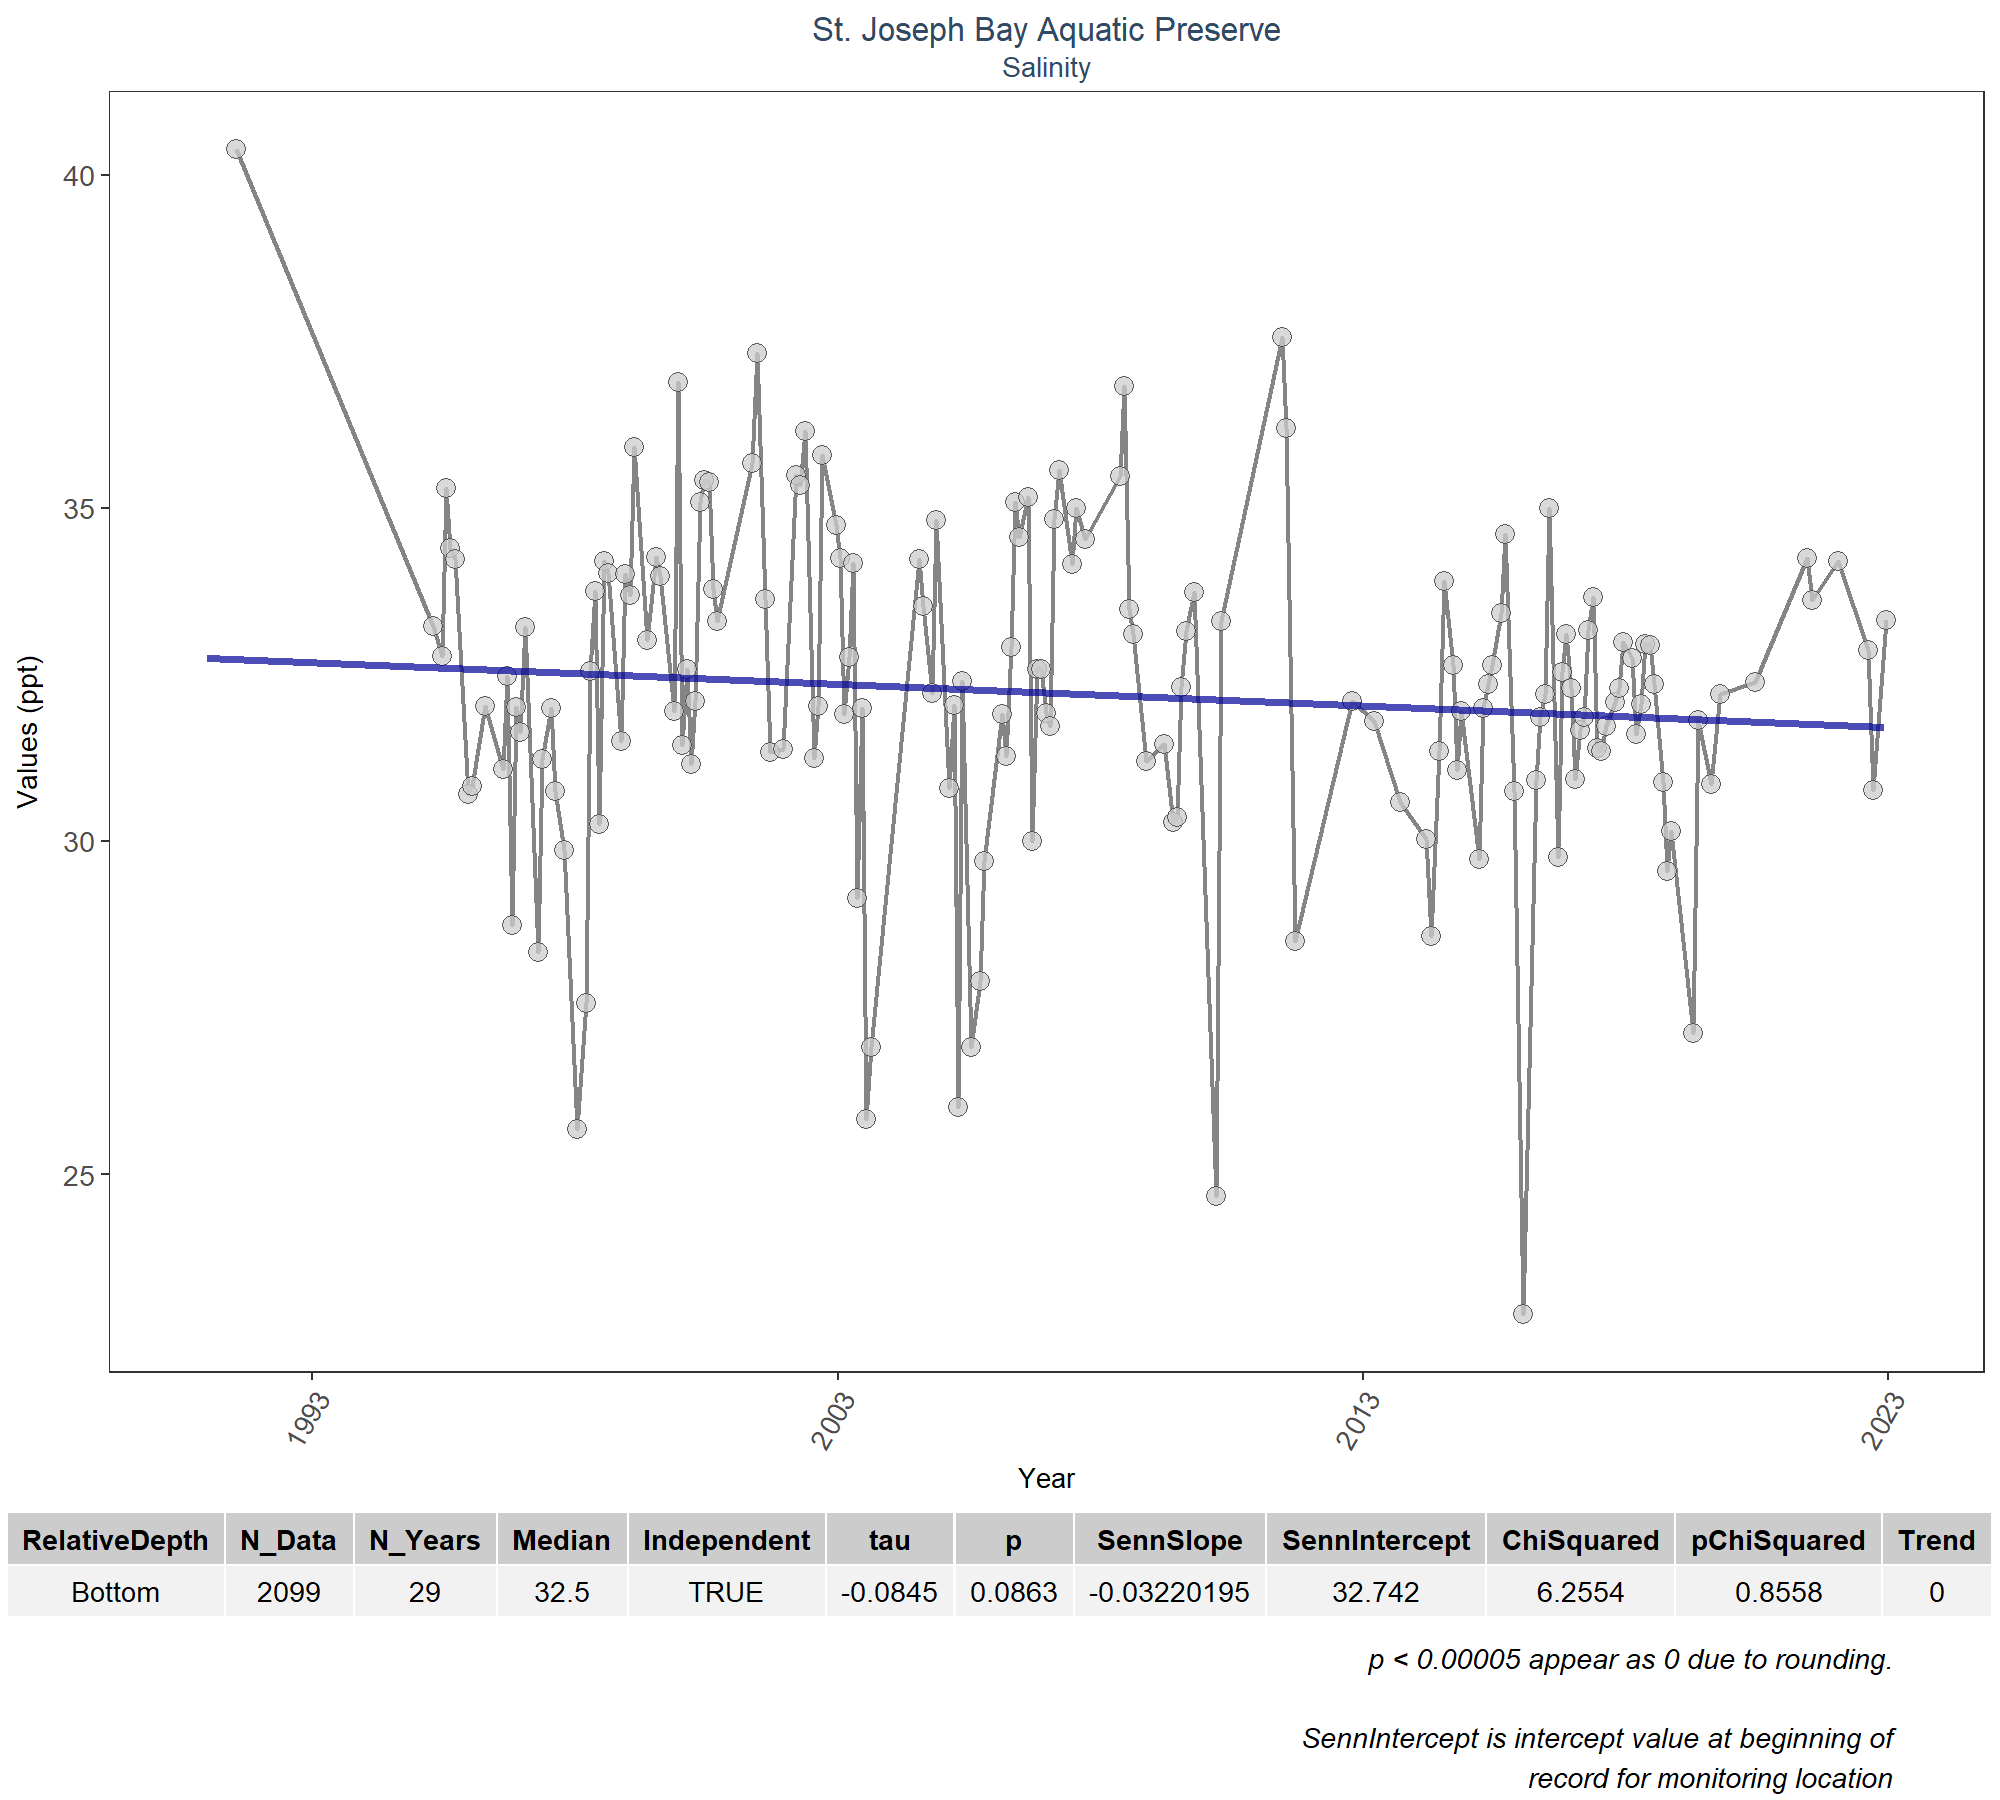 St. Joseph Bay Aquatic Preserve
Salinity
Values (ppt)
40
35
30
25
1993
2003
2013
2023
Year
RelativeDepth N_Data N_Years Median Independent tau p SennSlope SennIntercept ChiSquared pChiSquared Trend
Bottom 2099 29 32.5 TRUE -0.0845 0.0863 -0.03220195 32.742 6.2554 0.8558 0
p < 0.00005 appear as 0 due to rounding.
SennIntercept is intercept value at beginning of
record for monitoring location